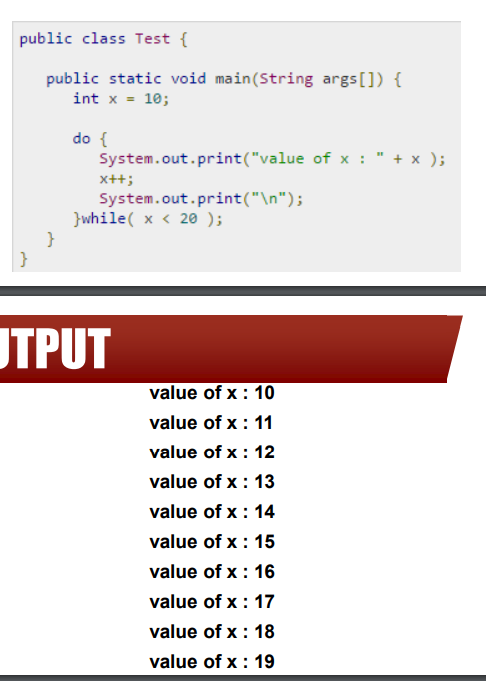 public class Test {
public static void main(String args[]) {
int x = 10;
do {
System.out.print("value of x : " + x );
x++;
System.out.print("\n");
}while( x < 20 );
}
}
UTPUT
value of x : 10
value of x : 11
value of x : 12
value of x : 13
value of x : 14
value of x : 15
value of x : 16
value of x : 17
value of x : 18
value of x : 19